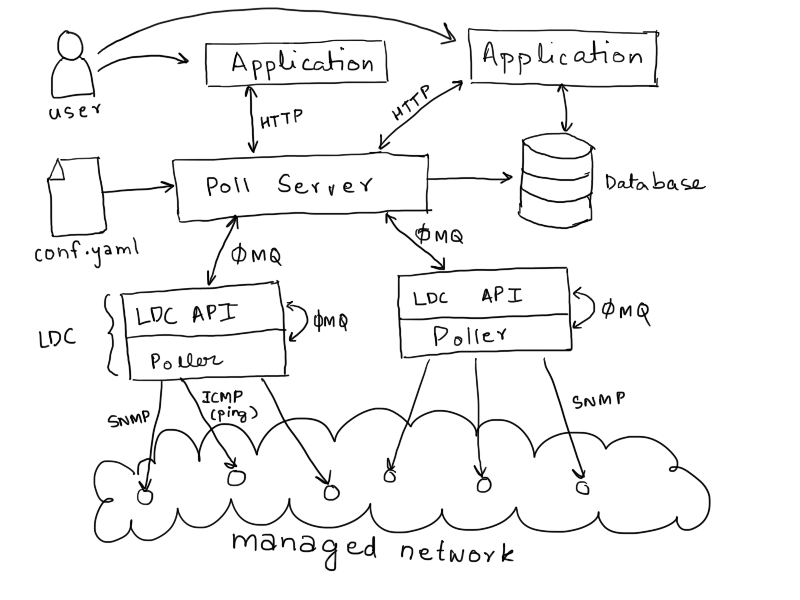 user
Application
Application
HTTP
HTTP
conf.yaml
Poll Server
Database
ØMQ
ØMQ
LDC
LDC API
Poller
ØMQ
LDC API
Poller
ØMQ
SNMP
ICMP
(ping)
SNMP
managed network